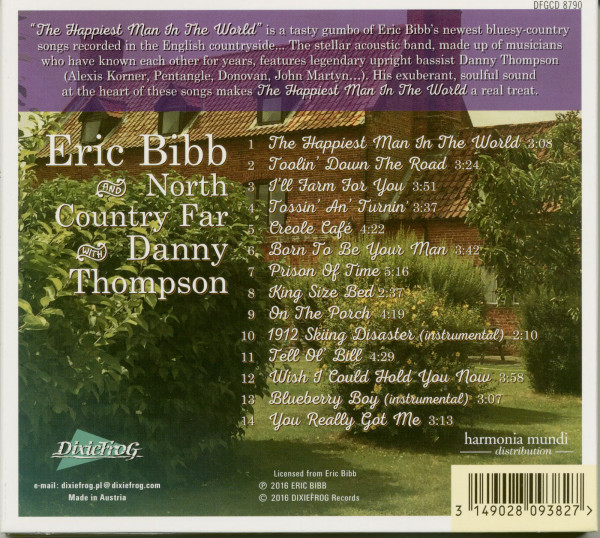 DFGCD 8790
“The Happiest Man In The World” is a tasty gumbo of Eric Bibb's newest bluesy-country
songs recorded in the English countryside... The stellar acoustic band, made up of musicians
who have known each other for years, features legendary upright bassist Danny Thompson
(Alexis Korner, Pentangle, Donovan, John Martyn...). His exuberant, soulful sound
at the heart of these songs makes The Happiest Man In The World a real treat.
Eric Bibb
AND North
Country Far
WITH Danny
Thompson
1 The Happiest Man In The World 3:08
2 Toolin' Down The Road 3:24
3 I'll Farm For You 3:51
4 Tossin' An' Turnin' 3:37
5 Creole Café 4:22
6 Born To Be Your Man 3:42
7 Prison Of Time 5:16
8 King Size Bed 2:37
9 On The Porch 4:19
10 1912 Skiing Disaster (instrumental) 2:10
11 Tell Ol' Bill 4:29
12 Wish I Could Hold You Now 3:58
13 Blueberry Boy (instrumental) 3:07
14 You Really Got Me 3:13
DixieFrog
e-mail: dixiefrog.pl@dixiefrog.com
Made in Austria
Licensed from Eric Bibb
℗ 2016 ERIC BIBB
© 2016 DIXIEFROG Records
harmonia mundi
distribution
3 149028 093827 >